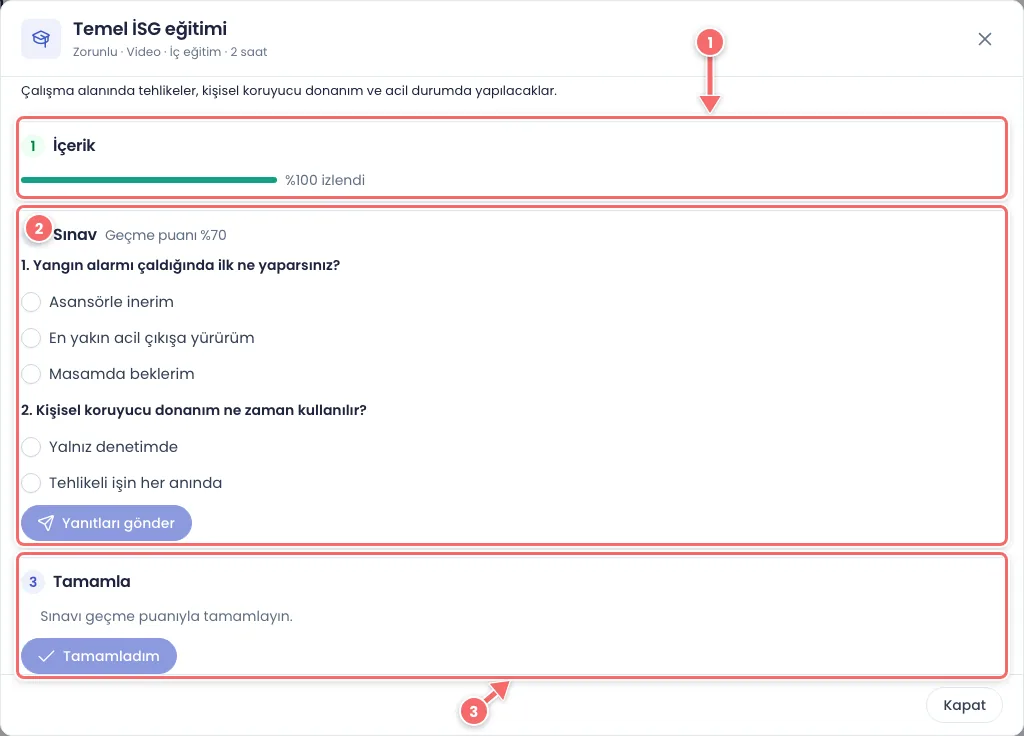 Temel İSG eğitimi
Zorunlu · Video · İç eğitim · 2 saat
1
Çalışma alanında tehlikeler, kişisel koruyucu donanım ve acil durumda yapılacaklar.
1 İçerik
%100 izlendi
2 Sınav Geçme puanı %70
1. Yangın alarmı çaldığında ilk ne yaparsınız?
Asansörle inerim
En yakın acil çıkışa yürürüm
Masamda beklerim
2. Kişisel koruyucu donanım ne zaman kullanılır?
Yalnız denetimde
Tehlikeli işin her anında
Yanıtları gönder
3 Tamamla
Sınavı geçme puanıyla tamamlayın.
Tamamladım
3
Kapat